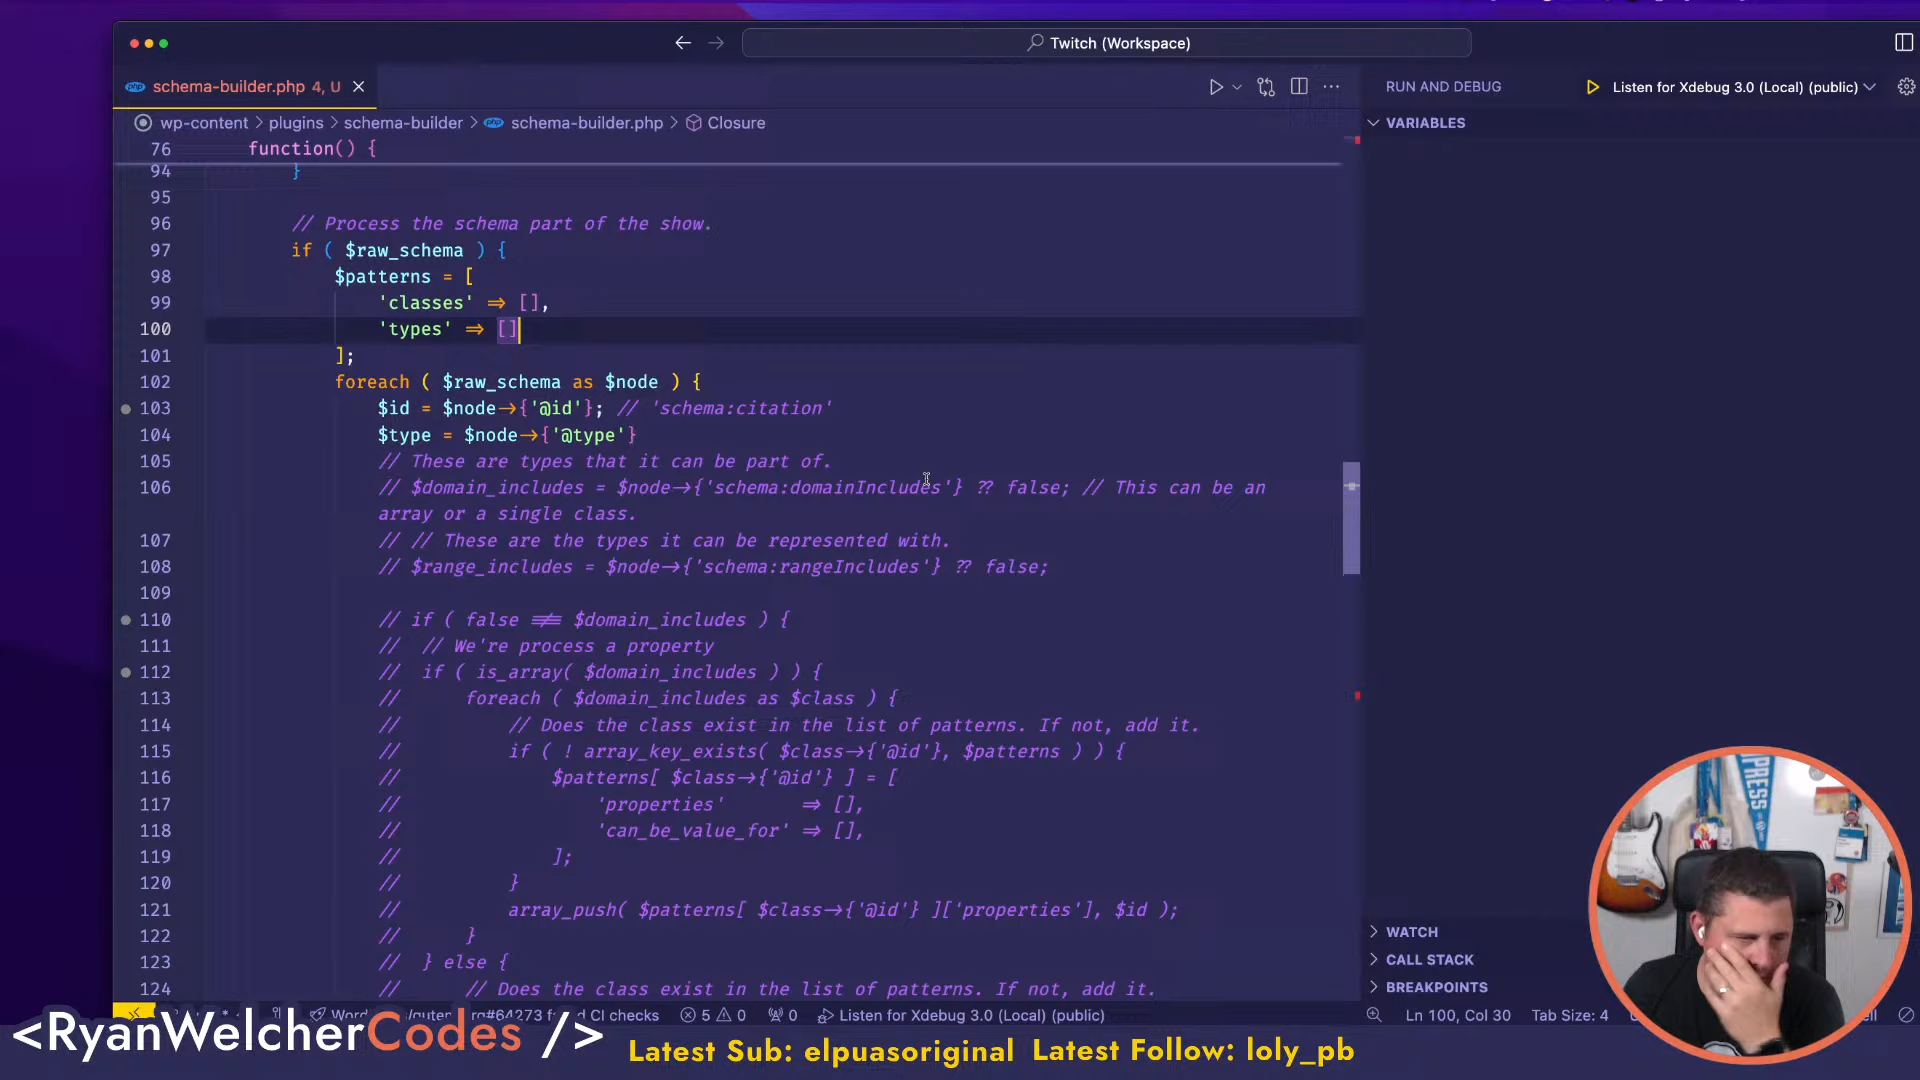 Twitch (Workspace)
schema-builder.php 4, U
RUN AND DEBUG
Listen for Xdebug 3.0 (Local) (public)
wp-content > plugins > schema-builder > schema-builder.php > Closure
VARIABLES
76 function() {
94 }
95
96 // Process the schema part of the show.
97 if ( $raw_schema ) {
98 $patterns = [
99 'classes' => [],
100 'types' => []
101 ];
102 foreach ( $raw_schema as $node ) {
103 $id = $node->{'@id'}; // 'schema:citation'
104 $type = $node->{'@type'}
105 // These are types that it can be part of.
106 // $domain_includes = $node->{'schema:domainIncludes'} ?? false; // This can be an
array or a single class.
107 // // These are the types it can be represented with.
108 // $range_includes = $node->{'schema:rangeIncludes'} ?? false;
109
110 // if ( false !== $domain_includes ) {
111 // // We're process a property
112 // if ( is_array( $domain_includes ) ) {
113 // foreach ( $domain_includes as $class ) {
114 // // Does the class exist in the list of patterns. If not, add it.
115 // if ( ! array_key_exists( $class->{'@id'}, $patterns ) ) {
116 // $patterns[ $class->{'@id'} ] = [
117 // 'properties' => [],
118 // 'can_be_value_for' => [],
119 // ];
120 // }
121 // array_push( $patterns[ $class->{'@id'} ]['properties'], $id );
122 // }
123 // } else {
124 // // Does the class exist in the list of patterns. If not, add it.
WATCH
CALL STACK
BREAKPOINTS
CI checks 5 0 0 Listen for Xdebug 3.0 (Local) (public) Ln 100, Col 30 Tab Size: 4
<RyanWelcherCodes />
Latest Sub: elpuasoriginal Latest Follow: loly_pb